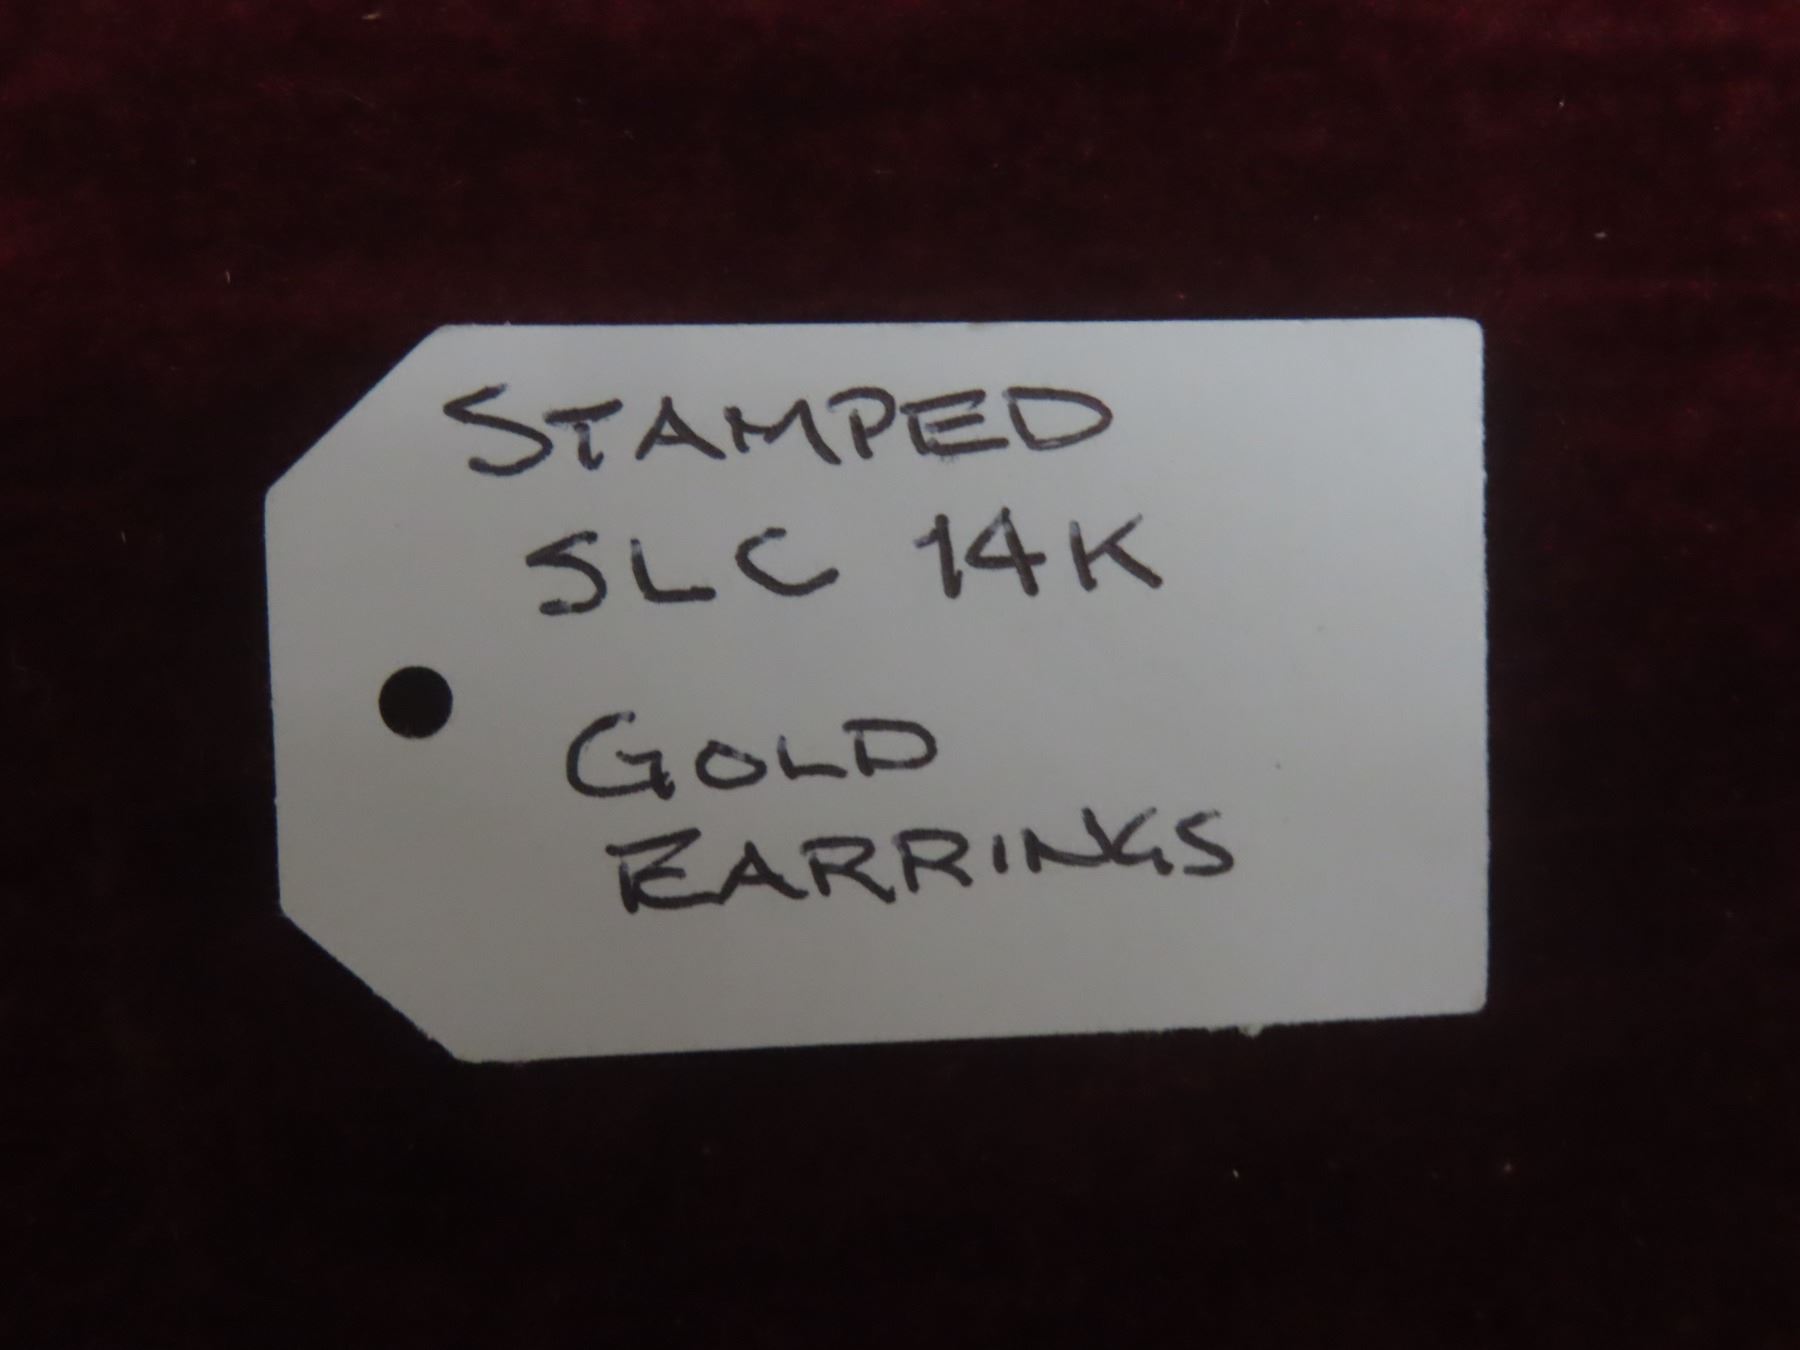 STAMPED
SLC 14K
GOLD
EARRINGS